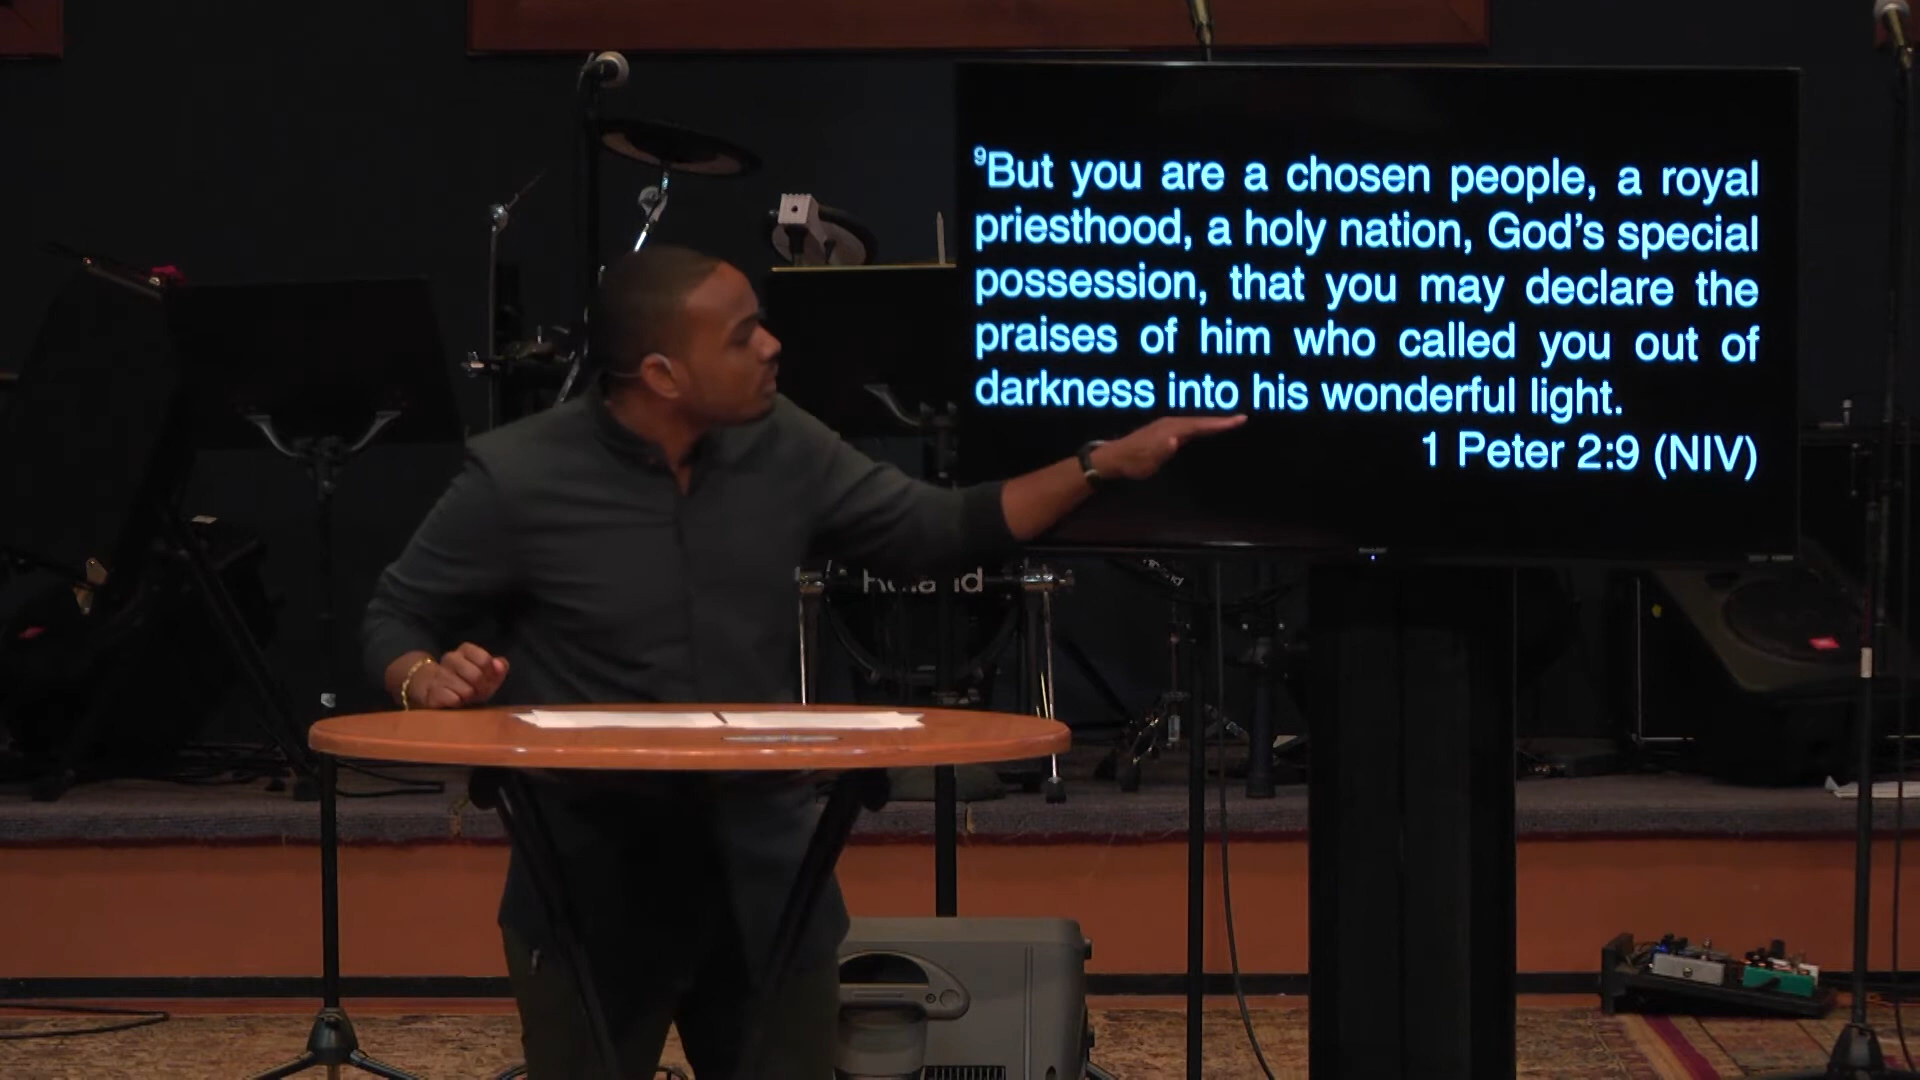 ⁹But you are a chosen people, a royal
priesthood, a holy nation, God’s special
possession, that you may declare the
praises of him who called you out of
darkness into his wonderful light.
1 Peter 2:9 (NIV)
Roland